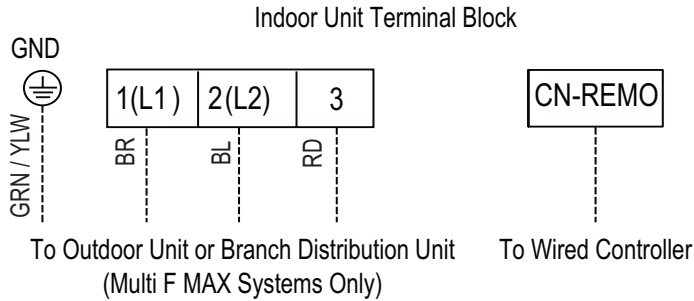 Indoor Unit Terminal Block
GND
1(L1)
2(L2)
3
CN-REMO
GRN / YLW
BR
BL
RD
To Outdoor Unit or Branch Distribution Unit
(Multi F MAX Systems Only)
To Wired Controller